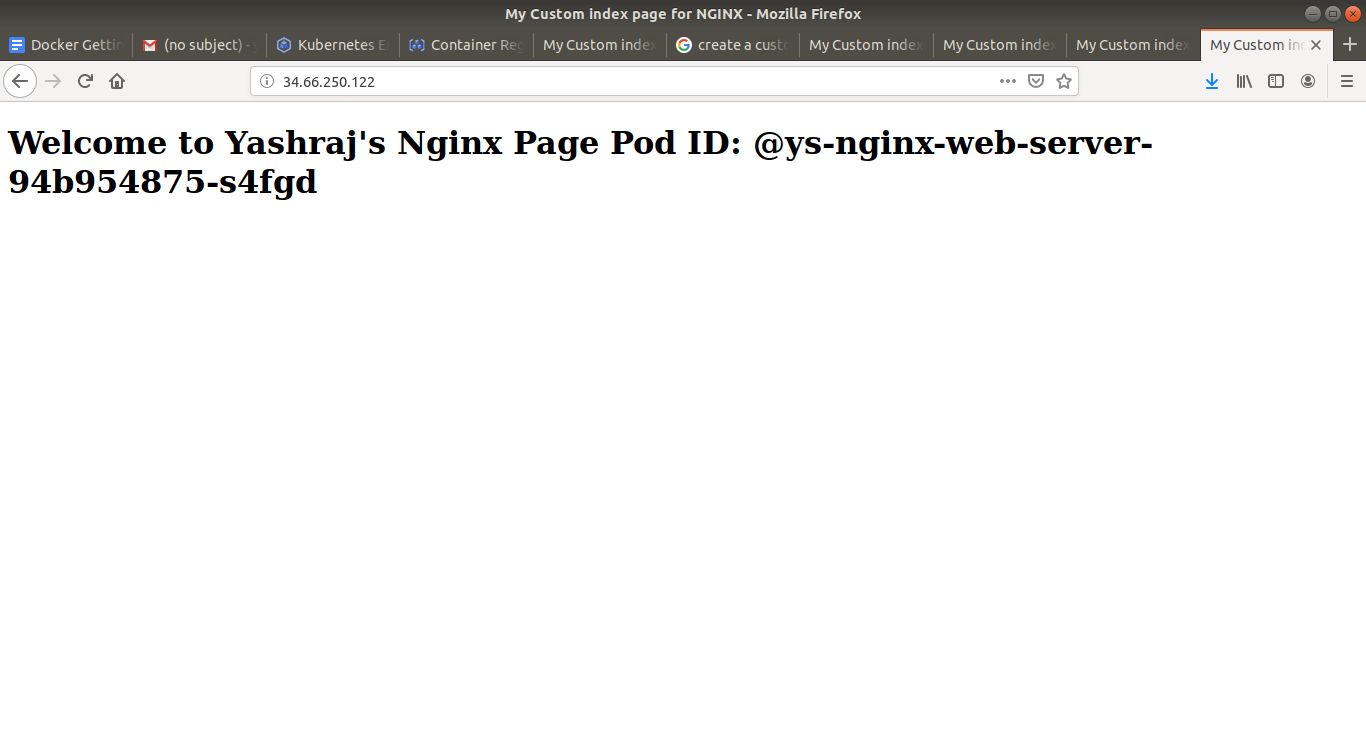 My Custom index page for NGINX - Mozilla Firefox
Docker Gettin
(no subject) -
Kubernetes E
Container Reg
My Custom index
create a custo
My Custom index
My Custom index
My Custom index
My Custom in
34.66.250.122
Welcome to Yashraj's Nginx Page Pod ID: @ys-nginx-web-server-
94b954875-s4fgd